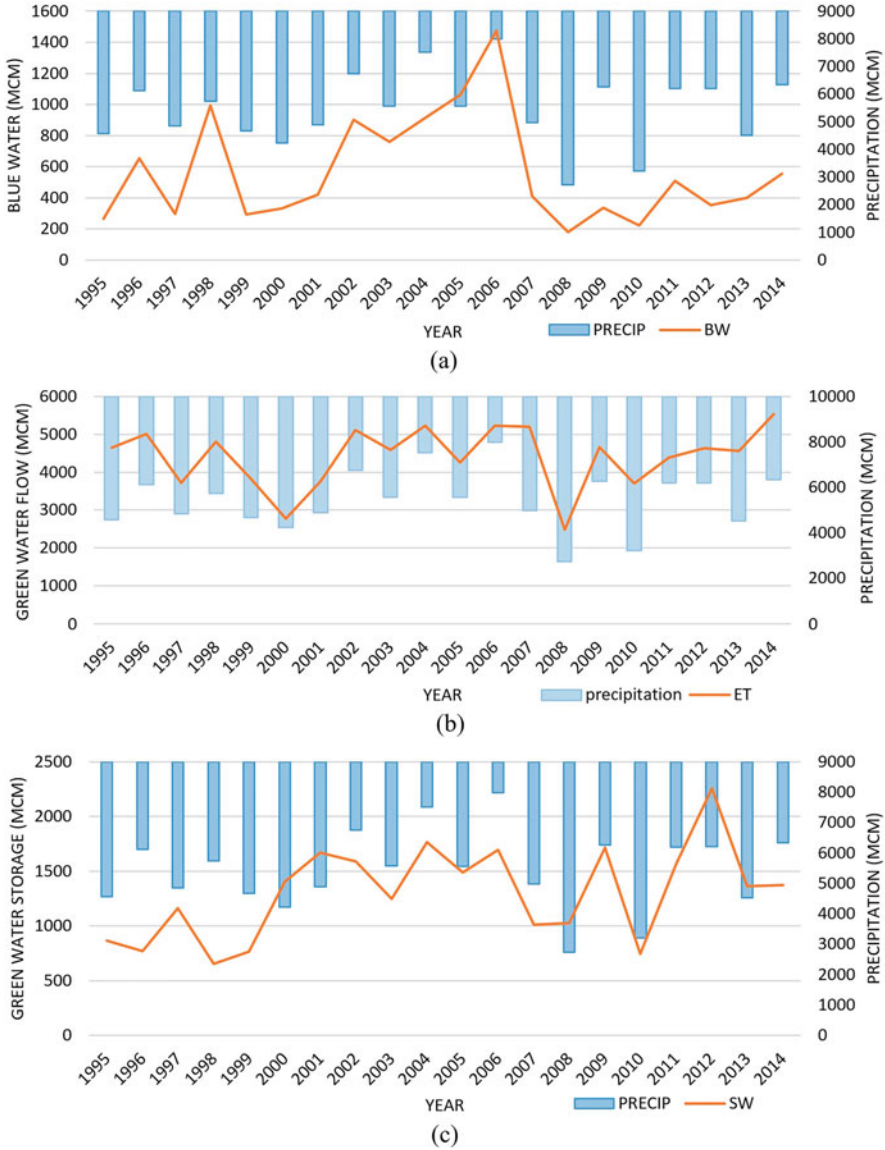 BLUE WATER (MCM)
1600
1400
1200
1000
800
600
400
200
0
9000
8000
7000
6000
5000
4000
3000
2000
1000
0
PRECIPITATION (MCM)
1995 1996 1997 1998 1999 2000 2001 2002 2003 2004 2005 2006 2007 2008 2009 2010 2011 2012 2013 2014
YEAR
PRECIP BW
(a)
GREEN WATER FLOW (MCM)
6000
5000
4000
3000
2000
1000
0
10000
8000
6000
4000
2000
0
PRECIPITATION (MCM)
1995 1996 1997 1998 1999 2000 2001 2002 2003 2004 2005 2006 2007 2008 2009 2010 2011 2012 2013 2014
YEAR
precipitation ET
(b)
GREEN WATER STORAGE (MCM)
2500
2000
1500
1000
500
0
9000
8000
7000
6000
5000
4000
3000
2000
1000
0
PRECIPITATION (MCM)
1995 1996 1997 1998 1999 2000 2001 2002 2003 2004 2005 2006 2007 2008 2009 2010 2011 2012 2013 2014
YEAR
PRECIP SW
(c)